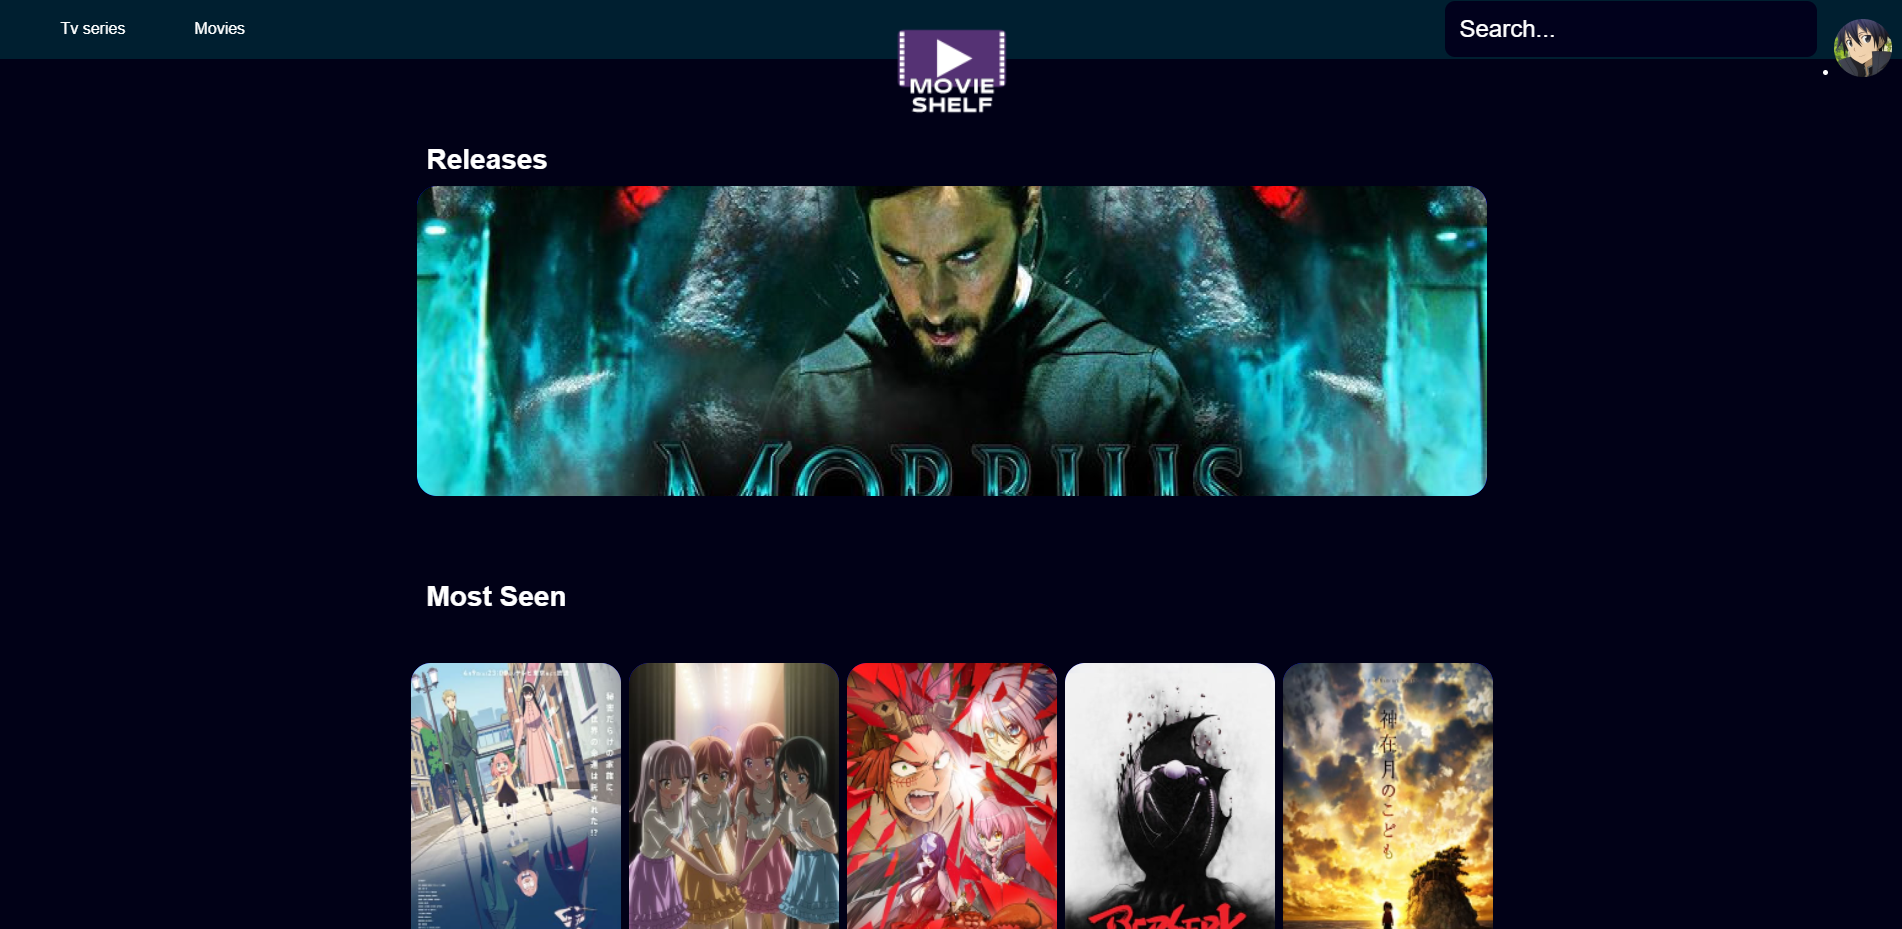 Tv series
Movies
Search...
MOVIE
SHELF
Releases
MORBIUS
Most Seen
秘密だらけの家族に、
世界の命運は託された!?
神在月のこども
BERSERK